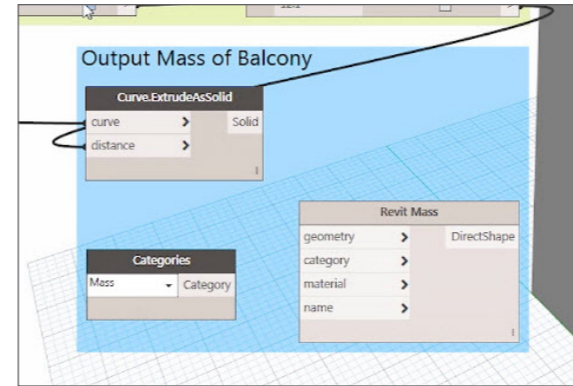 Output Mass of Balcony
Curve.ExtrudeAsSolid
curve > Solid
distance >
Revit Mass
geometry > DirectShape
category >
material >
name >
Categories
Mass Category